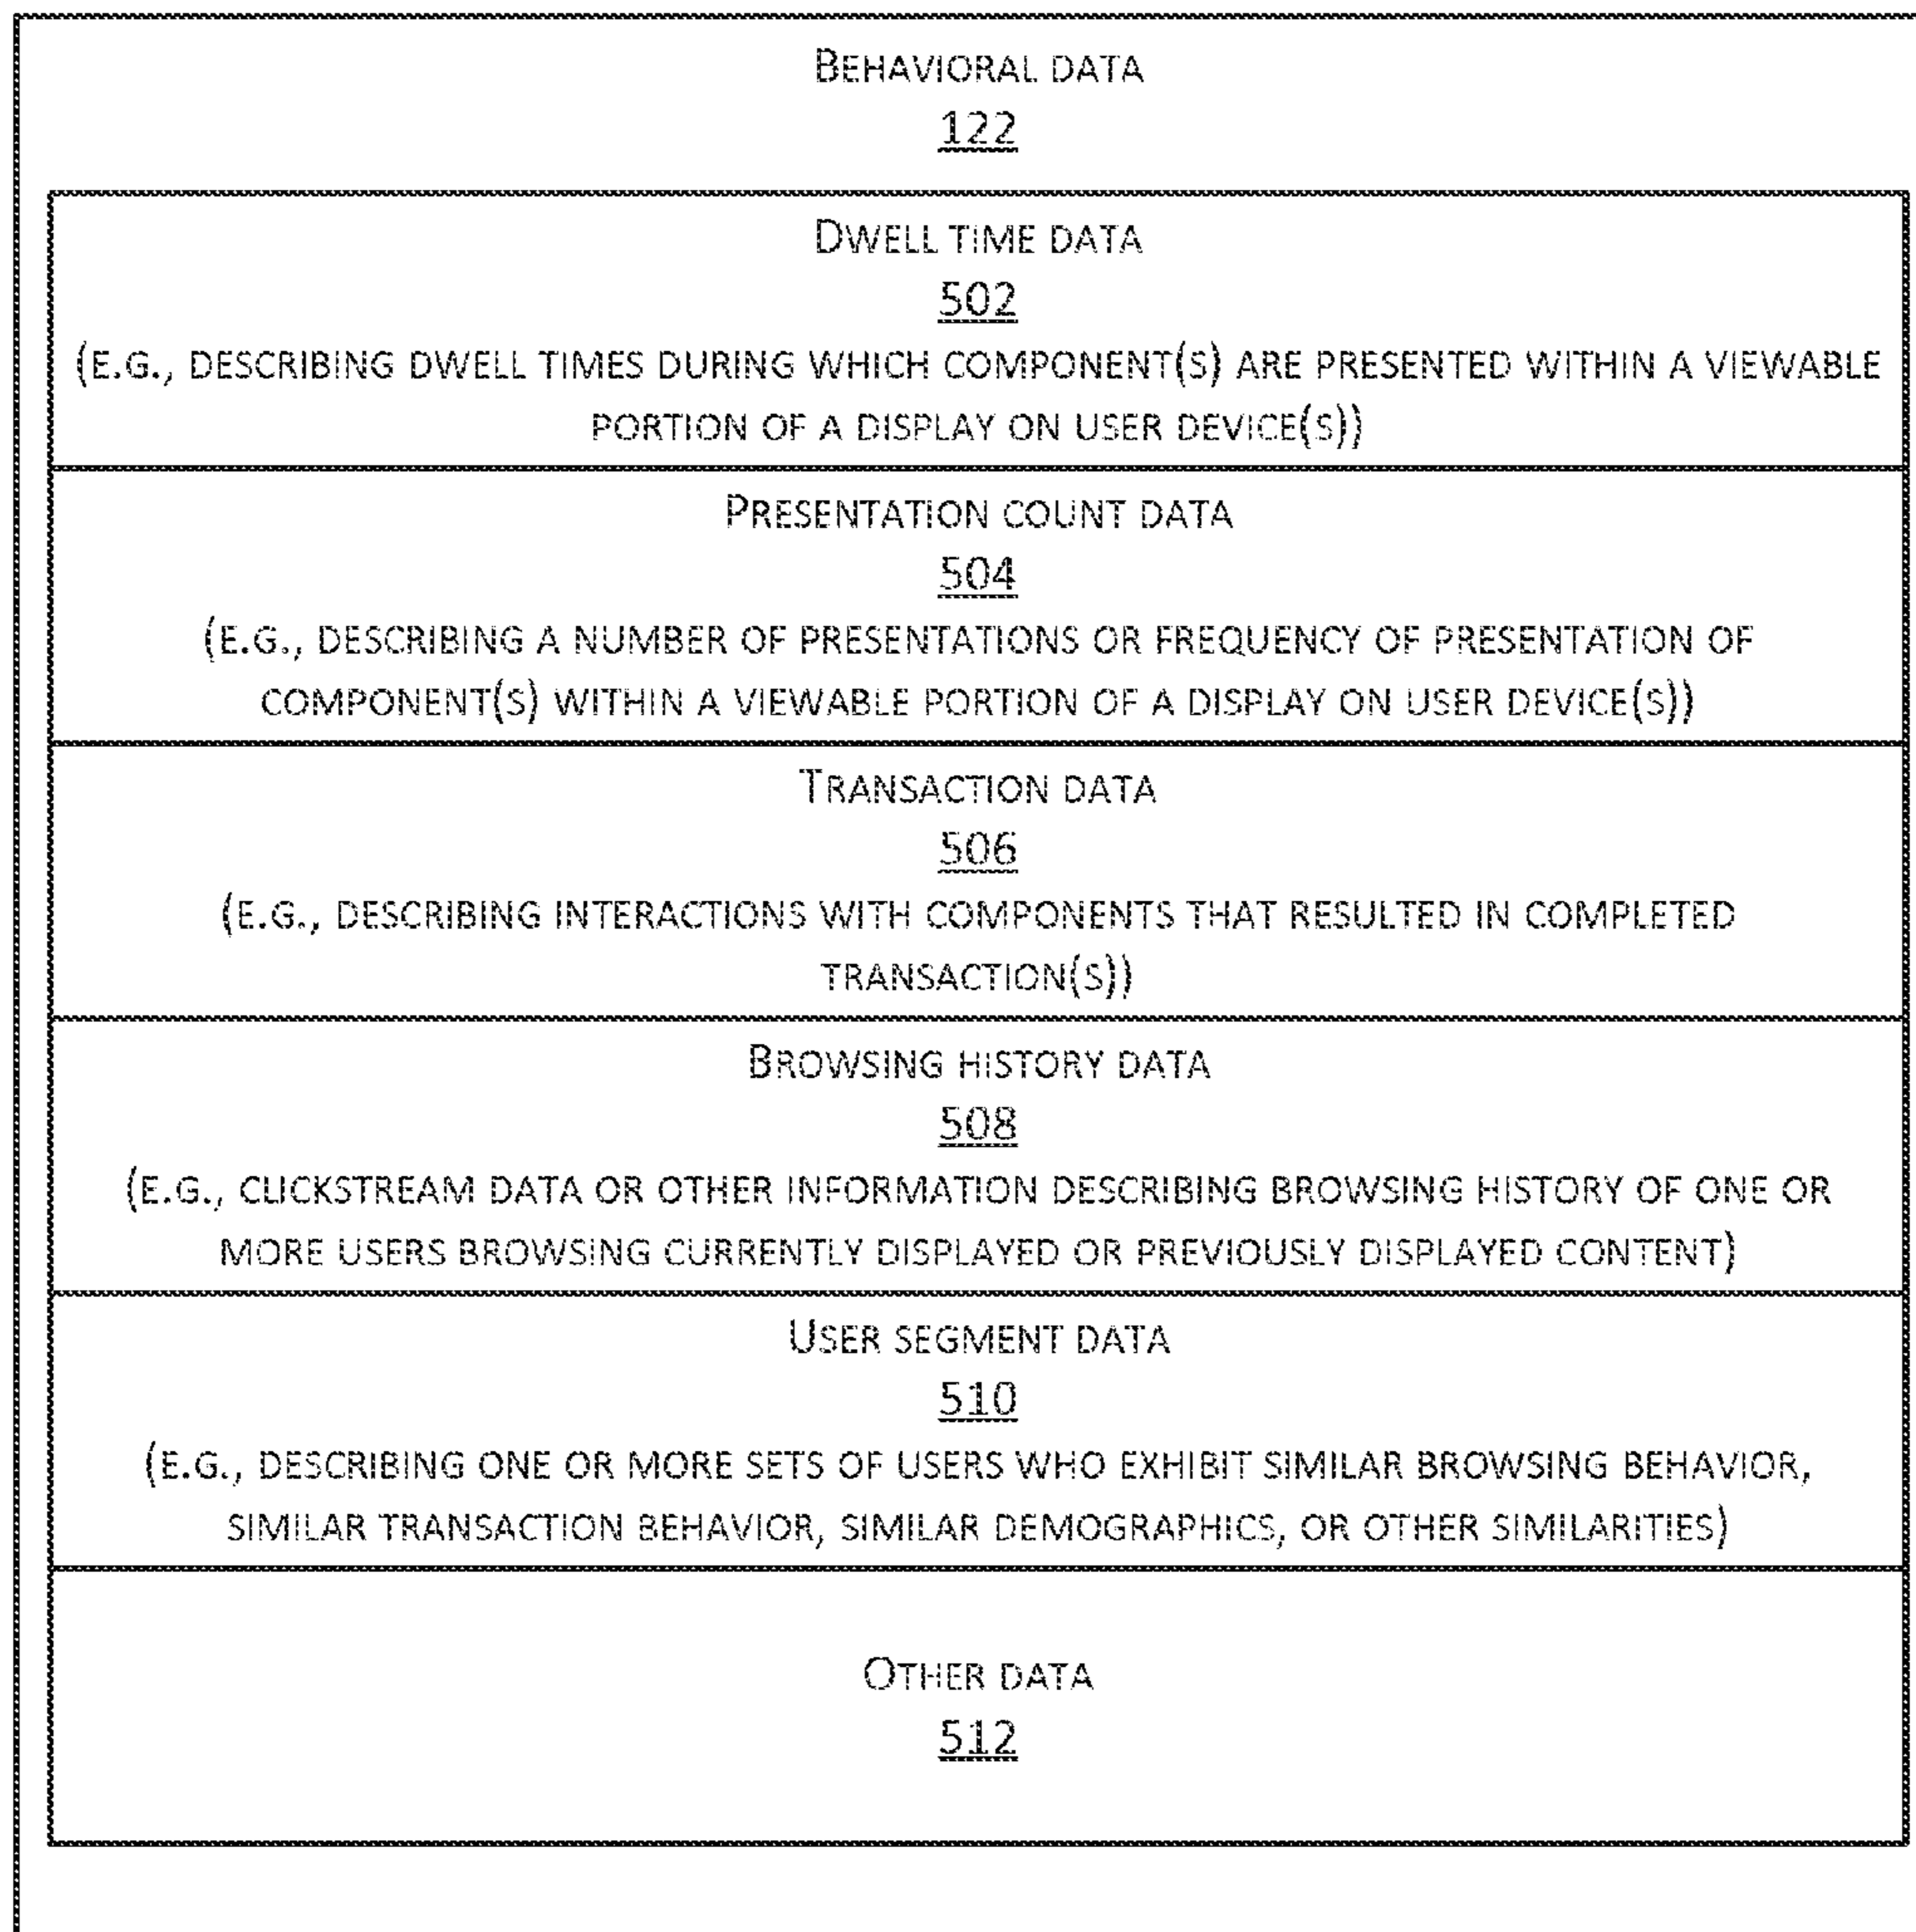 BEHAVIORAL DATA
122
DWELL TIME DATA
502
(E.G., DESCRIBING DWELL TIMES DURING WHICH COMPONENT(S) ARE PRESENTED WITHIN A VIEWABLE
PORTION OF A DISPLAY ON USER DEVICE(S))
PRESENTATION COUNT DATA
504
(E.G., DESCRIBING A NUMBER OF PRESENTATIONS OR FREQUENCY OF PRESENTATION OF
COMPONENT(S) WITHIN A VIEWABLE PORTION OF A DISPLAY ON USER DEVICE(S))
TRANSACTION DATA
506
(E.G., DESCRIBING INTERACTIONS WITH COMPONENTS THAT RESULTED IN COMPLETED
TRANSACTION(S))
BROWSING HISTORY DATA
508
(E.G., CLICKSTREAM DATA OR OTHER INFORMATION DESCRIBING BROWSING HISTORY OF ONE OR
MORE USERS BROWSING CURRENTLY DISPLAYED OR PREVIOUSLY DISPLAYED CONTENT)
USER SEGMENT DATA
510
(E.G., DESCRIBING ONE OR MORE SETS OF USERS WHO EXHIBIT SIMILAR BROWSING BEHAVIOR,
SIMILAR TRANSACTION BEHAVIOR, SIMILAR DEMOGRAPHICS, OR OTHER SIMILARITIES)
OTHER DATA
512